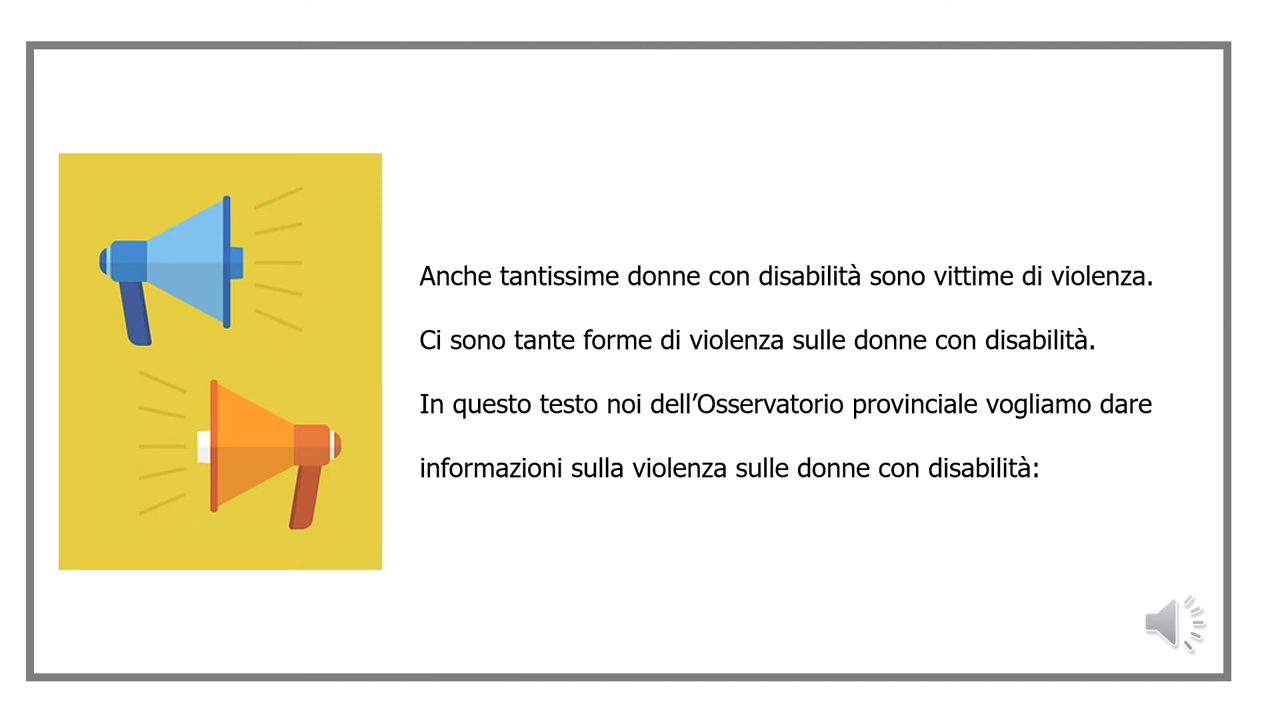 Anche tantissime donne con disabilità sono vittime di violenza.
Ci sono tante forme di violenza sulle donne con disabilità.
In questo testo noi dell’Osservatorio provinciale vogliamo dare
informazioni sulla violenza sulle donne con disabilità: